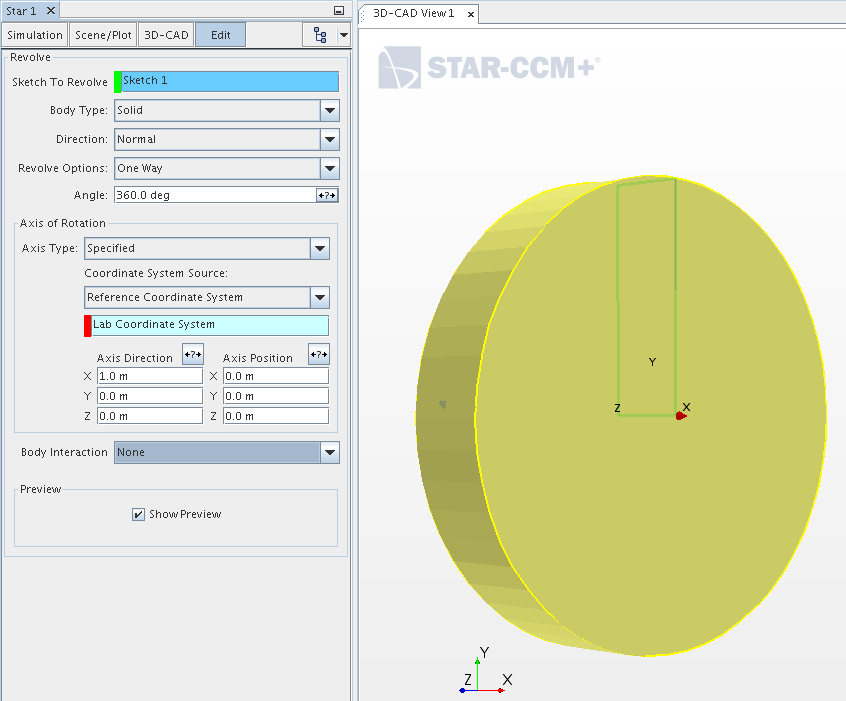 Star 1 ×
3D-CAD View 1 ×
Simulation Scene/Plot 3D-CAD Edit
Revolve
Sketch To Revolve Sketch 1
Body Type: Solid
Direction: Normal
Revolve Options: One Way
Angle: 360.0 deg <?>
Axis of Rotation
Axis Type: Specified
Coordinate System Source:
Reference Coordinate System
Lab Coordinate System
Axis Direction <?> Axis Position <?>
X 1.0 m X 0.0 m
Y 0.0 m Y 0.0 m
Z 0.0 m Z 0.0 m
Body Interaction None
Preview
Show Preview
STAR-CCM+®
Y
Z X
Y
Z X